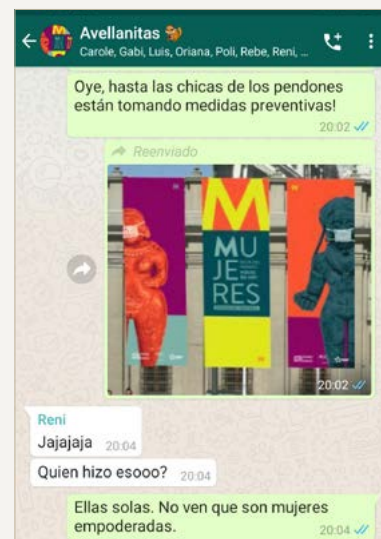 Avellanitas
Carole, Gabi, Luis, Oriana, Poli, Rebe, Reni, ...
Oye, hasta las chicas de los pendones
están tomando medidas preventivas!
20:02
Reenviado
M
MU
JE
RES
20:02
Reni
Jajajaja 20:04
Quien hizo esooo? 20:04
Ellas solas. No ven que son mujeres
empoderadas.
20:04